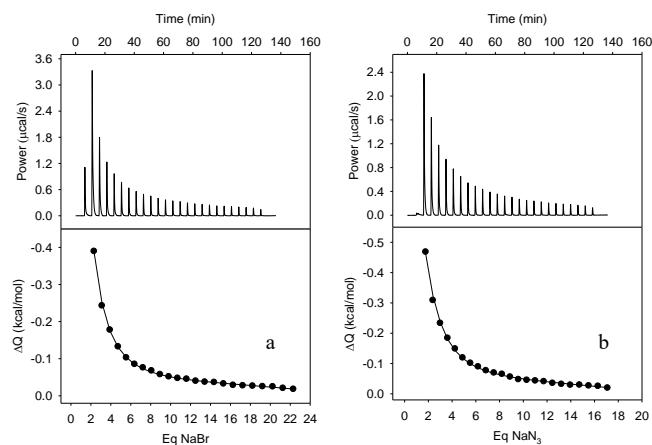 Time (min)
0 20 40 60 80 100 120 140 160
3.6
3.0
2.4
1.8
1.2
0.6
0.0
Power (μcal/s)
-0.4
-0.3
-0.2
-0.1
0.0
ΔQ (kcal/mol)
a
0 2 4 6 8 10 12 14 16 18 20 22 24
Eq NaBr
Time (min)
0 20 40 60 80 100 120 140 160
2.4
1.8
1.2
0.6
0.0
Power (μcal/s)
-0.5
-0.4
-0.3
-0.2
-0.1
0.0
ΔQ (kcal/mol)
b
0 2 4 6 8 10 12 14 16 18 20
Eq NaN₃